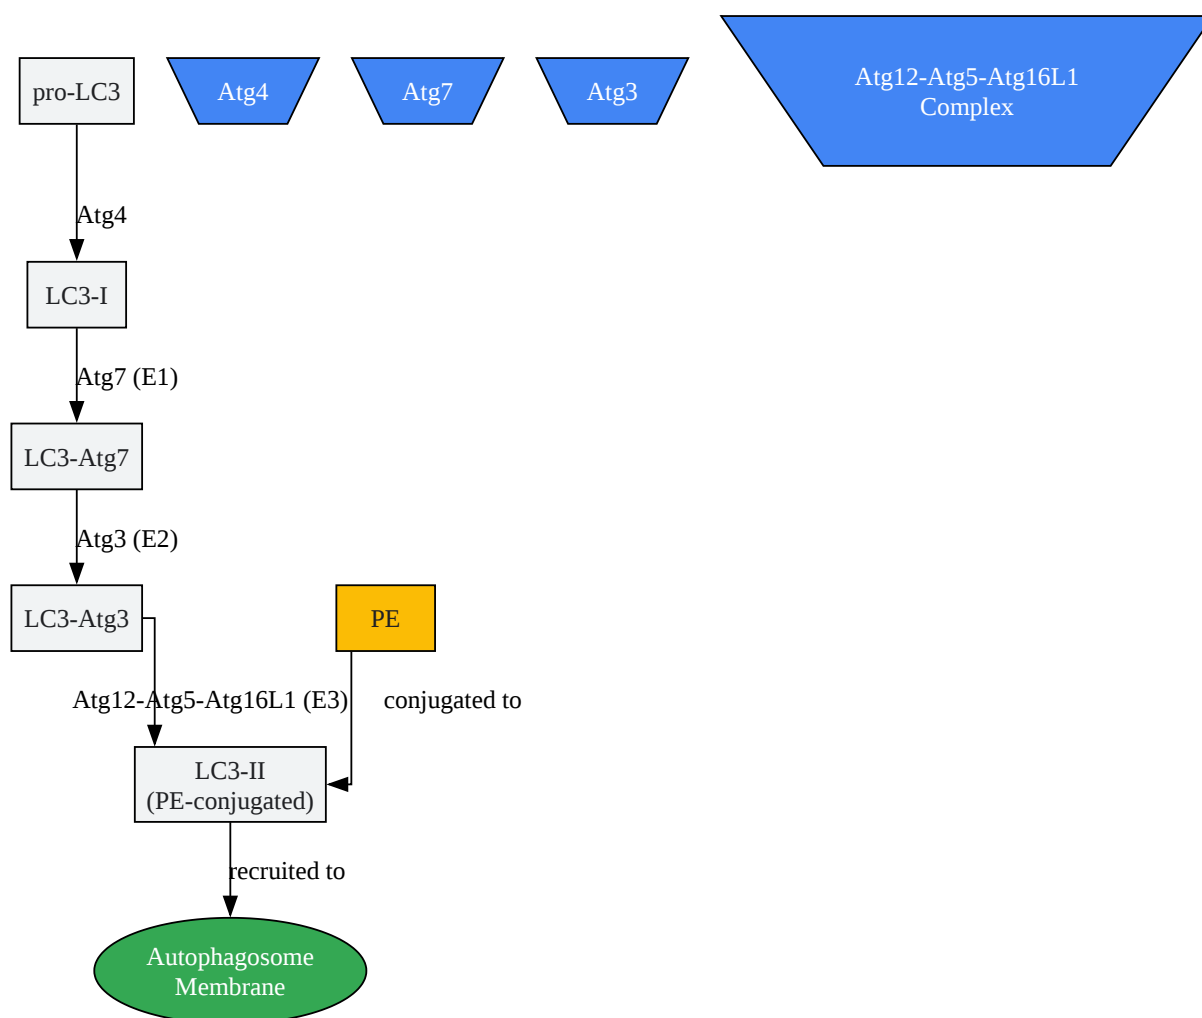 pro-LC3
Atg4
Atg7
Atg3
Atg12-Atg5-Atg16L1
Complex
Atg4
LC3-I
Atg7 (E1)
LC3-Atg7
Atg3 (E2)
LC3-Atg3
PE
Atg12-Atg5-Atg16L1 (E3)
conjugated to
LC3-II
(PE-conjugated)
recruited to
Autophagosome
Membrane